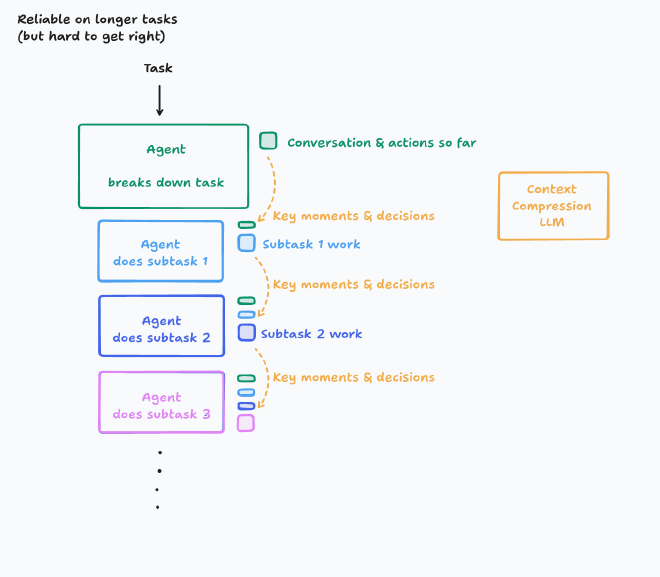 Reliable on longer tasks
(but hard to get right)
Task
Agent
breaks down task
Conversation & actions so far
Key moments & decisions
Context
Compression
LLM
Agent
does subtask 1
Subtask 1 work
Key moments & decisions
Agent
does subtask 2
Subtask 2 work
Key moments & decisions
Agent
does subtask 3